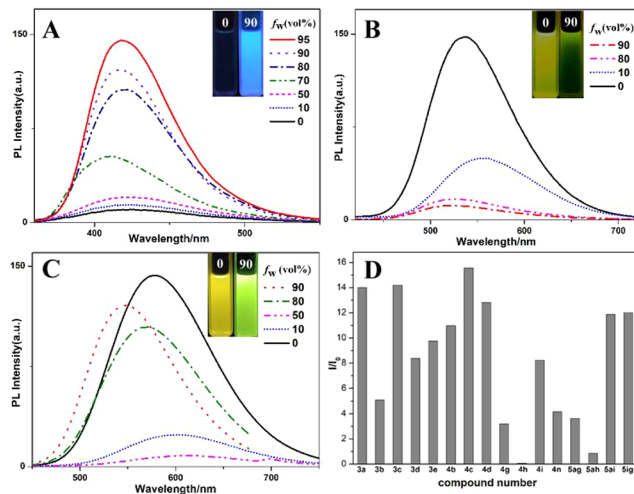 A
0 90
fw(vol%)
95
90
80
70
50
10
0
150
0
PL Intensity(a.u.)
400 500
Wavelength/nm
B
0 90
fw(vol%)
90
80
10
0
150
0
PL Intensity(a.u.)
500 600 700
Wavelength/nm
C
0 90
fw (vol%)
90
80
50
10
0
150
0
PL Intensity(a.u.)
500 600 700
Wavelength/nm
D
16
14
12
10
8
6
4
2
0
I/I0
3a 3b 3c 3d 3e 4b 4c 4d 4g 4h 4i 4n 5ag 5ah 5ai 5ig
compound number